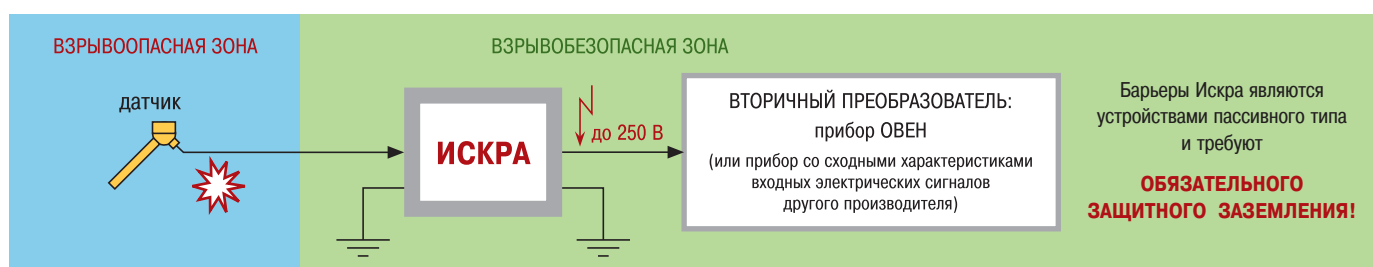 ВЗРЫВООПАСНАЯ ЗОНА
датчик
ВЗРЫВОБЕЗОПАСНАЯ ЗОНА
ИСКРА
до 250 В
ВТОРИЧНЫЙ ПРЕОБРАЗОВАТЕЛЬ:
прибор ОВЕН
(или прибор со сходными характеристиками
входных электрических сигналов
другого производителя)
Барьеры Искра являются
устройствами пассивного типа
и требуют
ОБЯЗАТЕЛЬНОГО
ЗАЩИТНОГО ЗАЗЕМЛЕНИЯ!